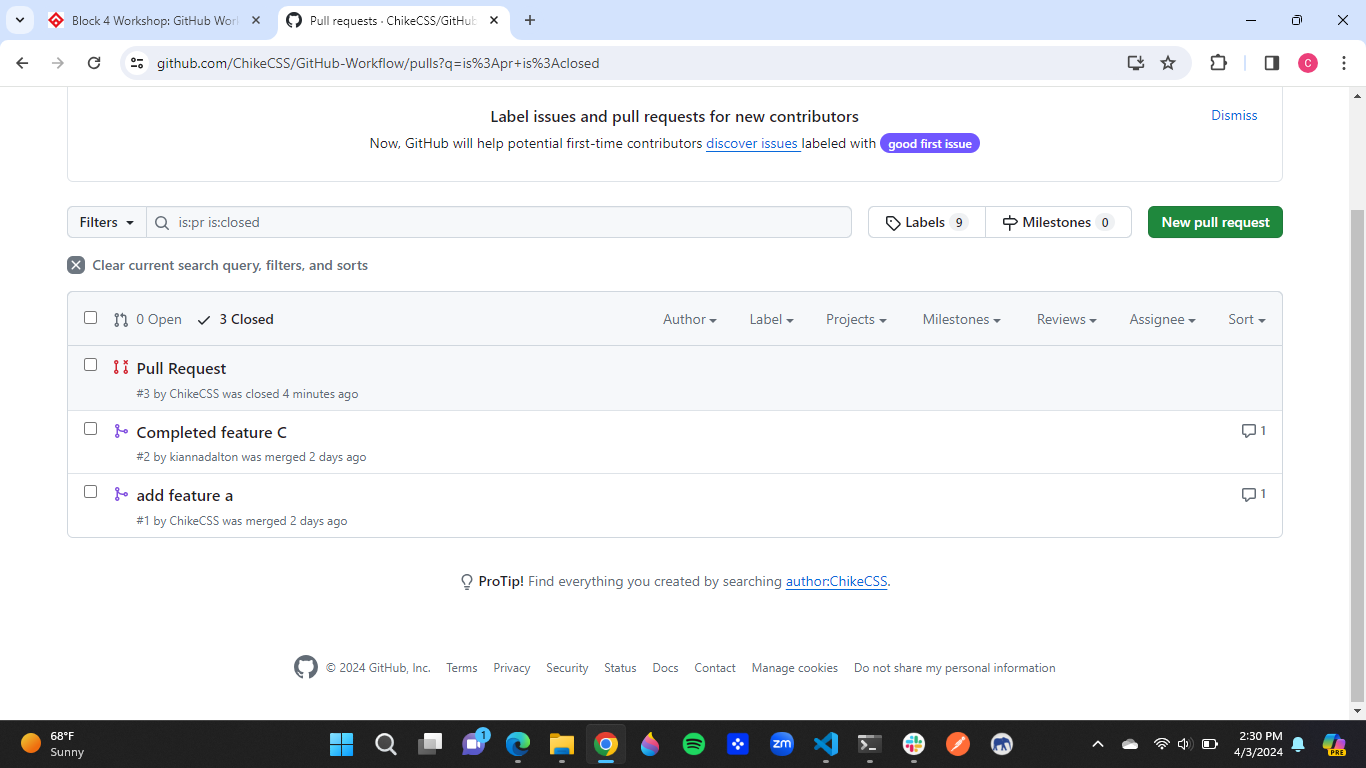 Block 4 Workshop: GitHub Wor
Pull requests · ChikeCSS/GitHub
github.com/ChikeCSS/GitHub-Workflow/pulls?q=is%3Apr+is%3Aclosed
C
Label issues and pull requests for new contributors
Dismiss
Now, GitHub will help potential first-time contributors discover issues labeled with good first issue
Filters
is:pr is:closed
Labels 9
Milestones 0
New pull request
Clear current search query, filters, and sorts
0 Open
3 Closed
Author
Label
Projects
Milestones
Reviews
Assignee
Sort
Pull Request
#3 by ChikeCSS was closed 4 minutes ago
Completed feature C
1
#2 by kiannadalton was merged 2 days ago
add feature a
1
#1 by ChikeCSS was merged 2 days ago
ProTip! Find everything you created by searching author:ChikeCSS.
© 2024 GitHub, Inc.
Terms
Privacy
Security
Status
Docs
Contact
Manage cookies
Do not share my personal information
68°F
Sunny
1
zm
2:30 PM
4/3/2024
PRE